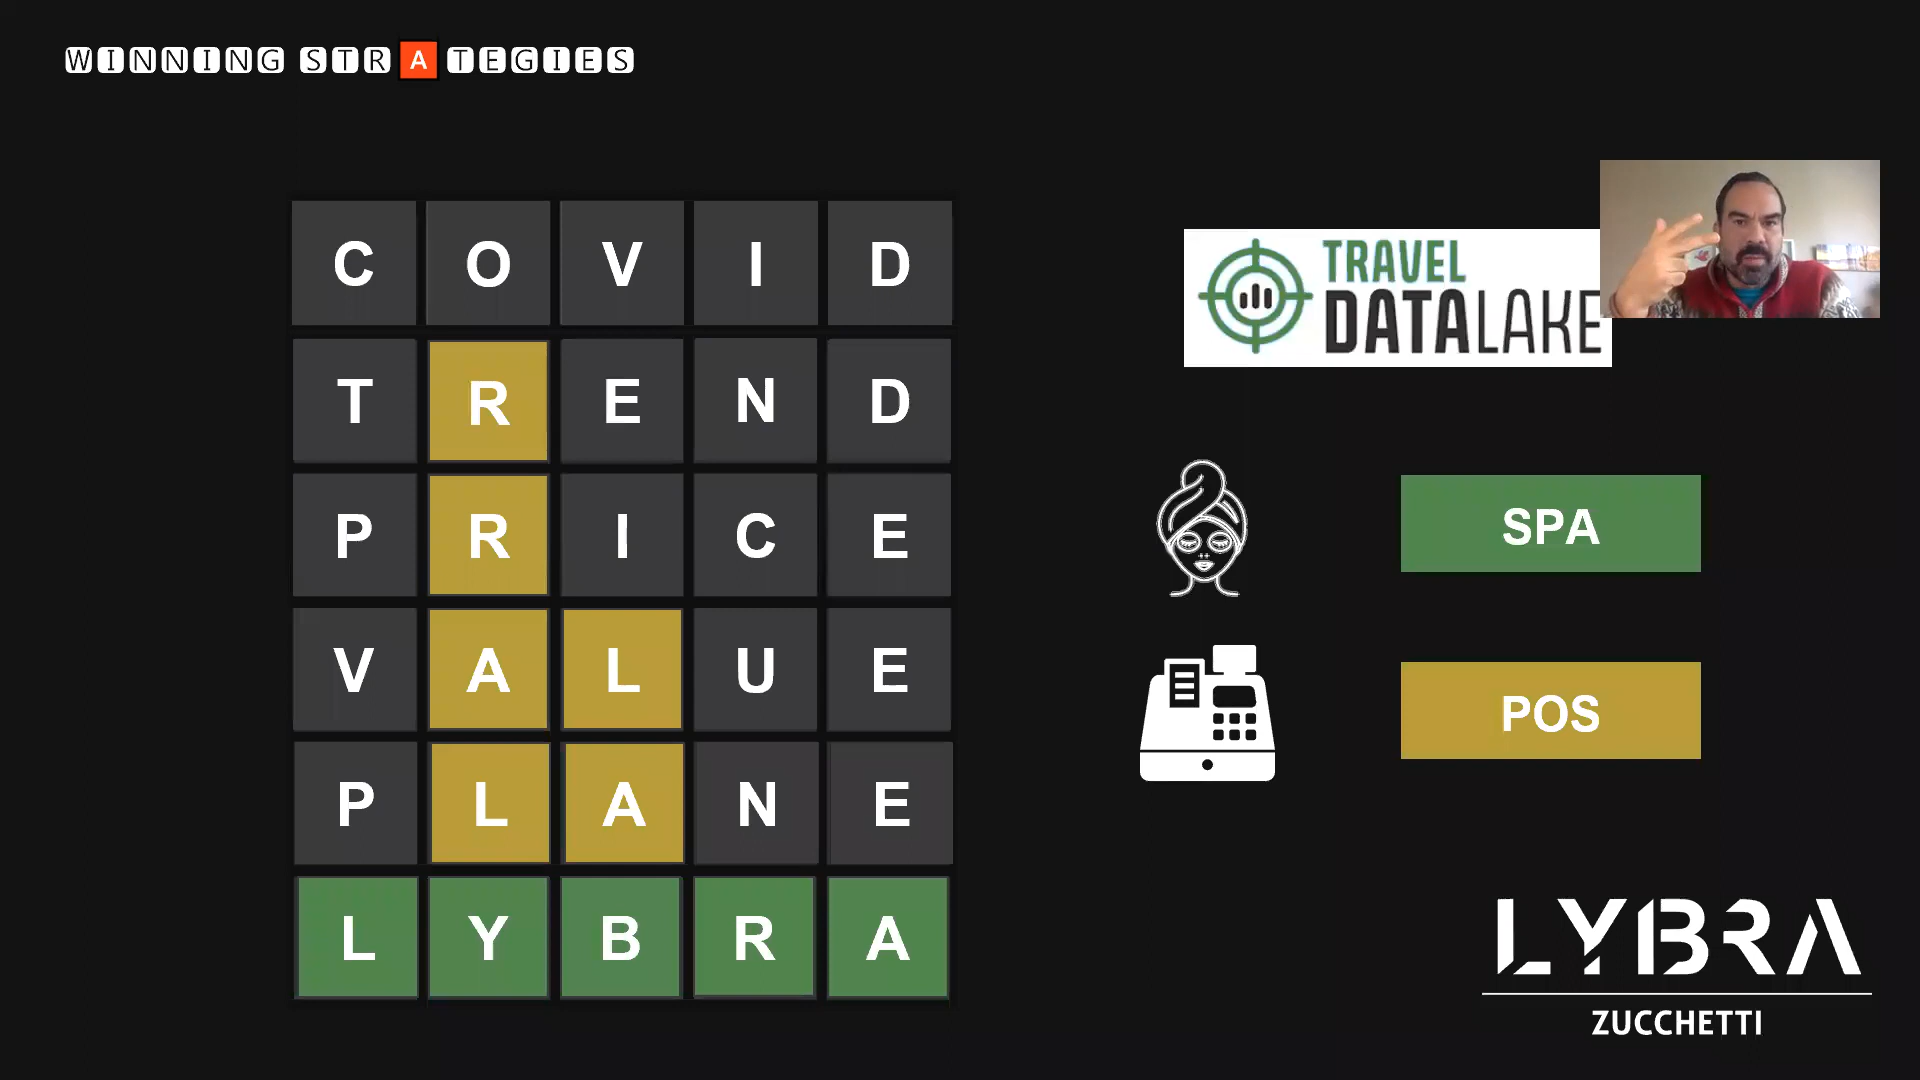 WINNING STRATEGIES
COVID
TREND
PRICE
VALUE
PLANE
LYBRA
TRAVEL
DATALAKE
SPA
POS
LYBRA
ZUCCHETTI